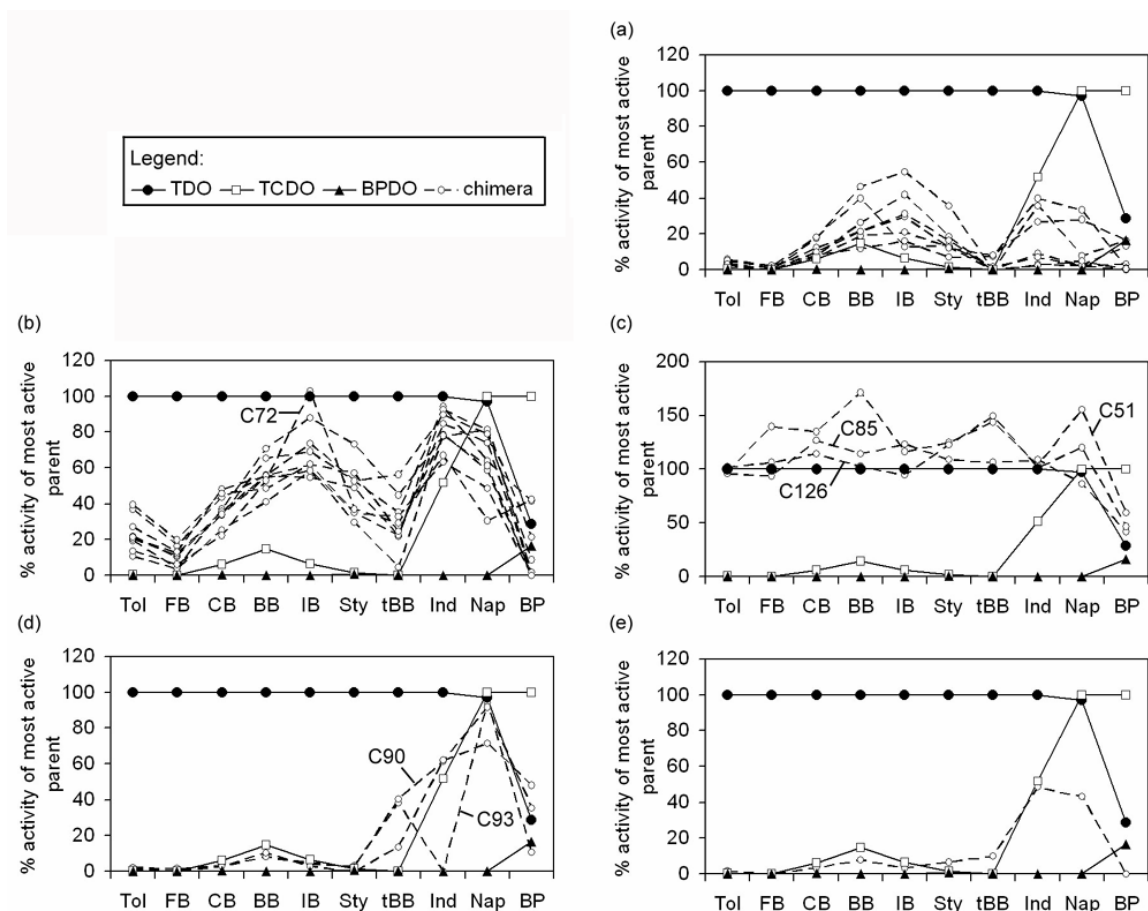 (a)
Legend:
TDO TCDO BPDO chimera
% activity of most active
parent
120
100
80
60
40
20
0
Tol FB CB BB IB Sty tBB Ind Nap BP
(b)
% activity of most active
parent
120
100
80
60
40
20
0
C72
Tol FB CB BB IB Sty tBB Ind Nap BP
(c)
% activity of most active
parent
200
150
100
50
0
C85
C126
C51
Tol FB CB BB IB Sty tBB Ind Nap BP
(d)
% activity of most active
parent
120
100
80
60
40
20
0
C90
C93
Tol FB CB BB IB Sty tBB Ind Nap BP
(e)
% activity of most active
parent
120
100
80
60
40
20
0
Tol FB CB BB IB Sty tBB Ind Nap BP